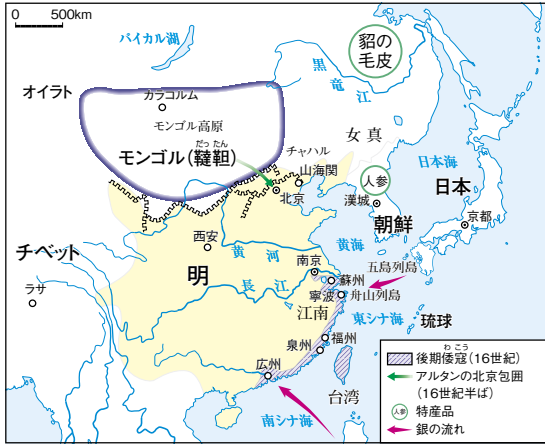 0 500km
バイカル湖
貂の
毛皮
オイラト
カラコルム
黒竜江
モンゴル高原
女真
モンゴル(韃靼)
だったん
チャハル
山海関
北京
人参
日本海
日本
漢城
朝鮮
京都
西安
黄河
黄海
チベット
明
南京
五島列島
蘇州
長江
ラサ
寧波
舟山列島
江南
東シナ海
琉球
福州
泉州
広州
台湾
南シナ海
わこう
後期倭寇(16世紀)
アルタンの北京包囲
(16世紀半ば)
人参 特産品
銀の流れ